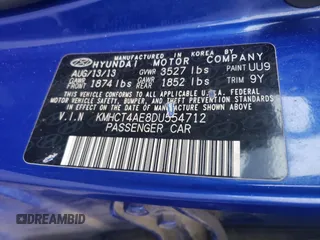 MANUFACTURED IN KOREA BY
HYUNDAI MOTOR COMPANY
AUG/13/13 GVWR 3527 lbs PAINT UU9
GAWR FRONT 1874 lbs GAWR REAR 1852 lbs TRIM 9Y
THIS VEHICLE CONFORMS TO ALL APPLICABLE
U.S.A. FEDERAL MOTOR VEHICLE SAFETY, BUMPER,
AND THEFT PREVENTION STANDARDS IN EFFECT ON
THE DATE OF MANUFACTURE SHOWN ABOVE.
V.I.N KMHCT4AE8DU554712
PASSENGER CAR
DREAMBID